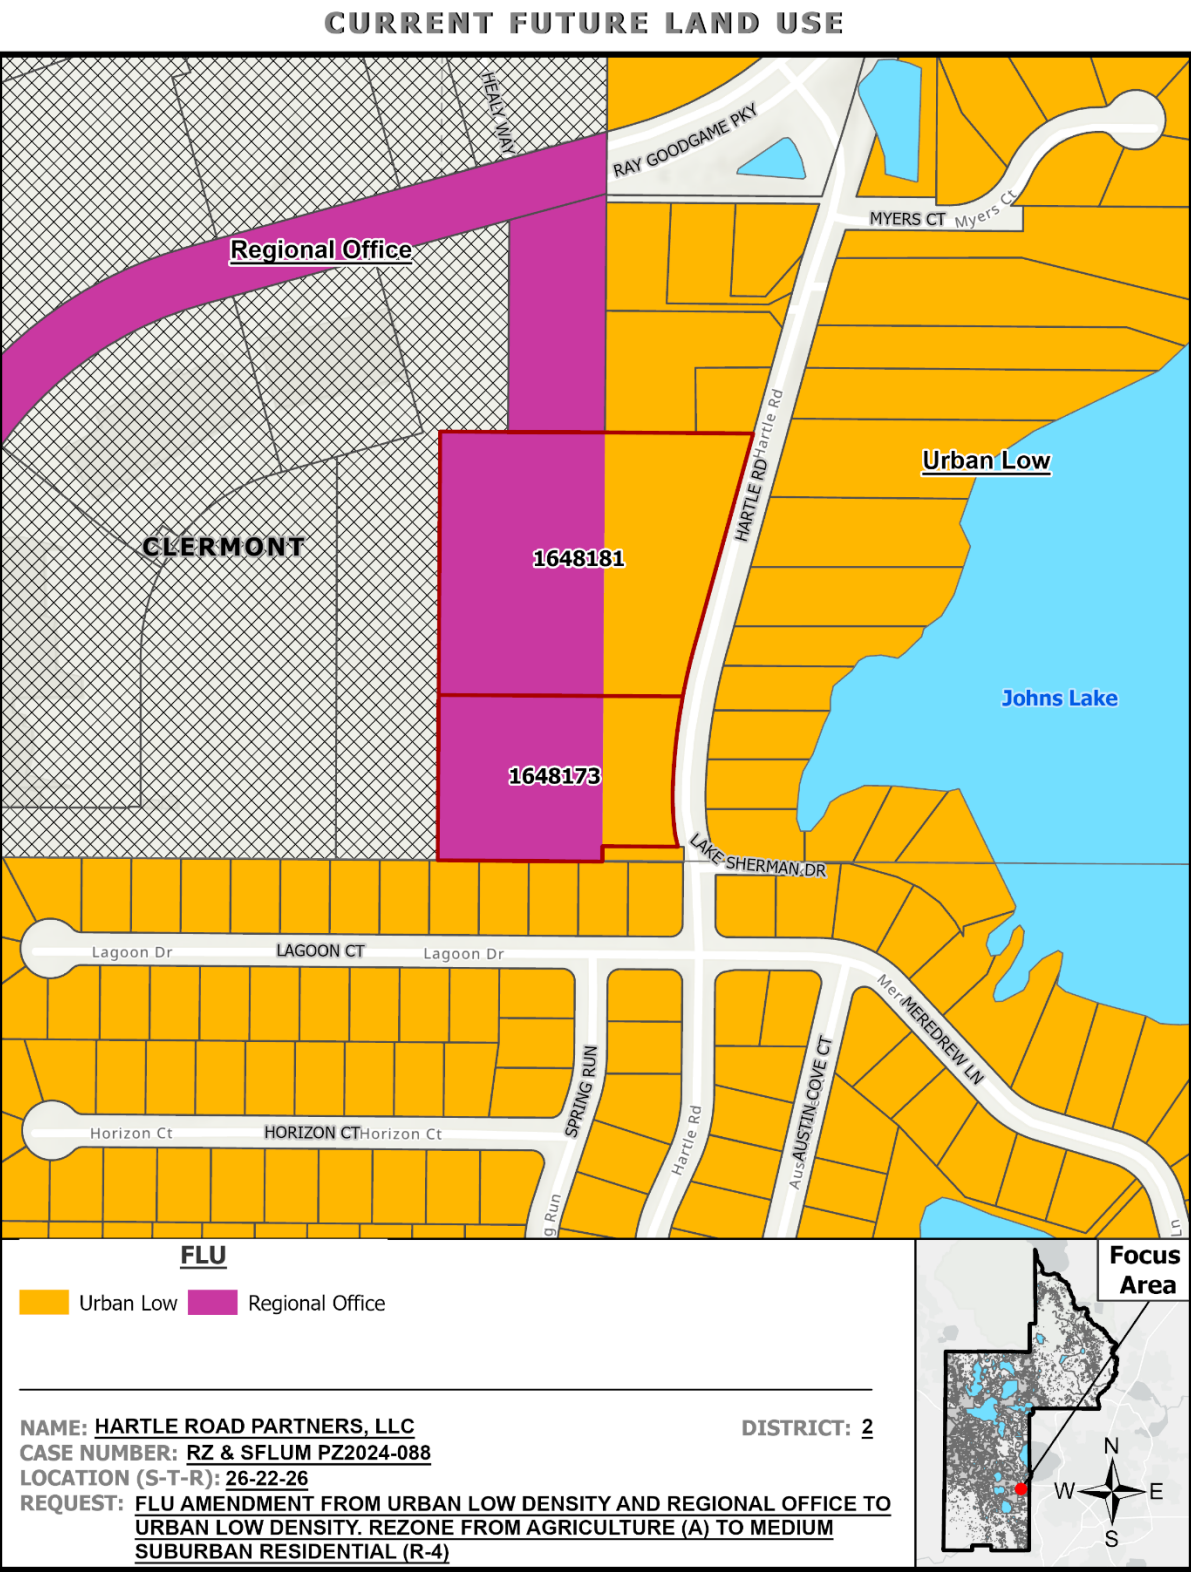 CURRENT FUTURE LAND USE
HEALY WAY
RAY GOODGAME PKY
MYERS CT
Myers Ct
Regional Office
Hartle Rd
HARTLE RD
Urban Low
CLERMONT
1648181
Johns Lake
1648173
LAKE SHERMAN DR
Lagoon Dr
LAGOON CT
Lagoon Dr
Mer
MEREDREW LN
SPRING RUN
AUSTIN COVE CT
Aus
Hartle Rd
Horizon Ct
HORIZON CT
Horizon Ct
g Run
Ln
FLU
Urban Low
Regional Office
Focus
Area
NAME: HARTLE ROAD PARTNERS, LLC
DISTRICT: 2
CASE NUMBER: RZ & SFLUM PZ2024-088
LOCATION (S-T-R): 26-22-26
REQUEST: FLU AMENDMENT FROM URBAN LOW DENSITY AND REGIONAL OFFICE TO
URBAN LOW DENSITY. REZONE FROM AGRICULTURE (A) TO MEDIUM
SUBURBAN RESIDENTIAL (R-4)
N
W
E
S